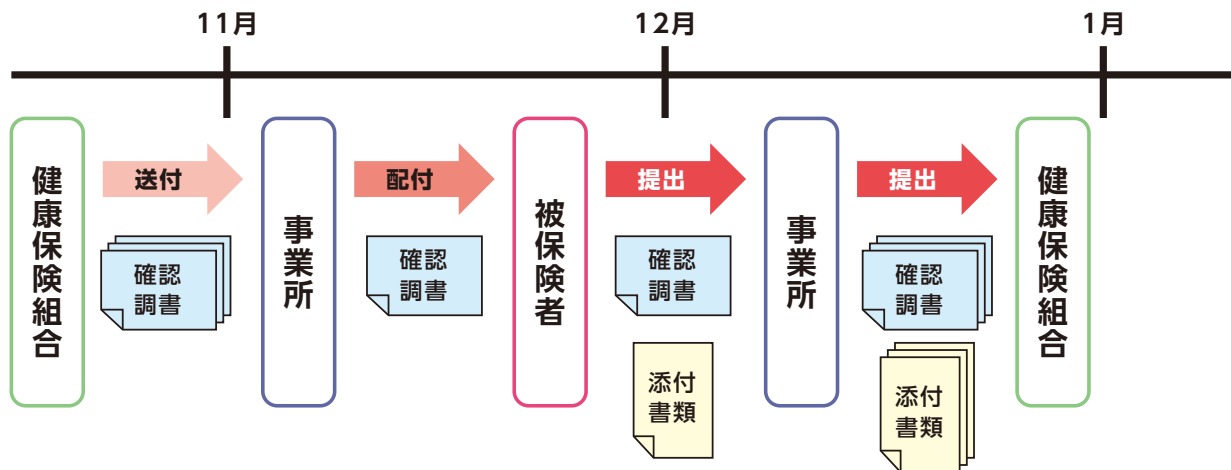 11月
12月
1月
健康保険組合
送付
確認
調書
事業所
配付
確認
調書
被保険者
提出
確認
調書
添付
書類
事業所
提出
確認
調書
添付
書類
健康保険組合